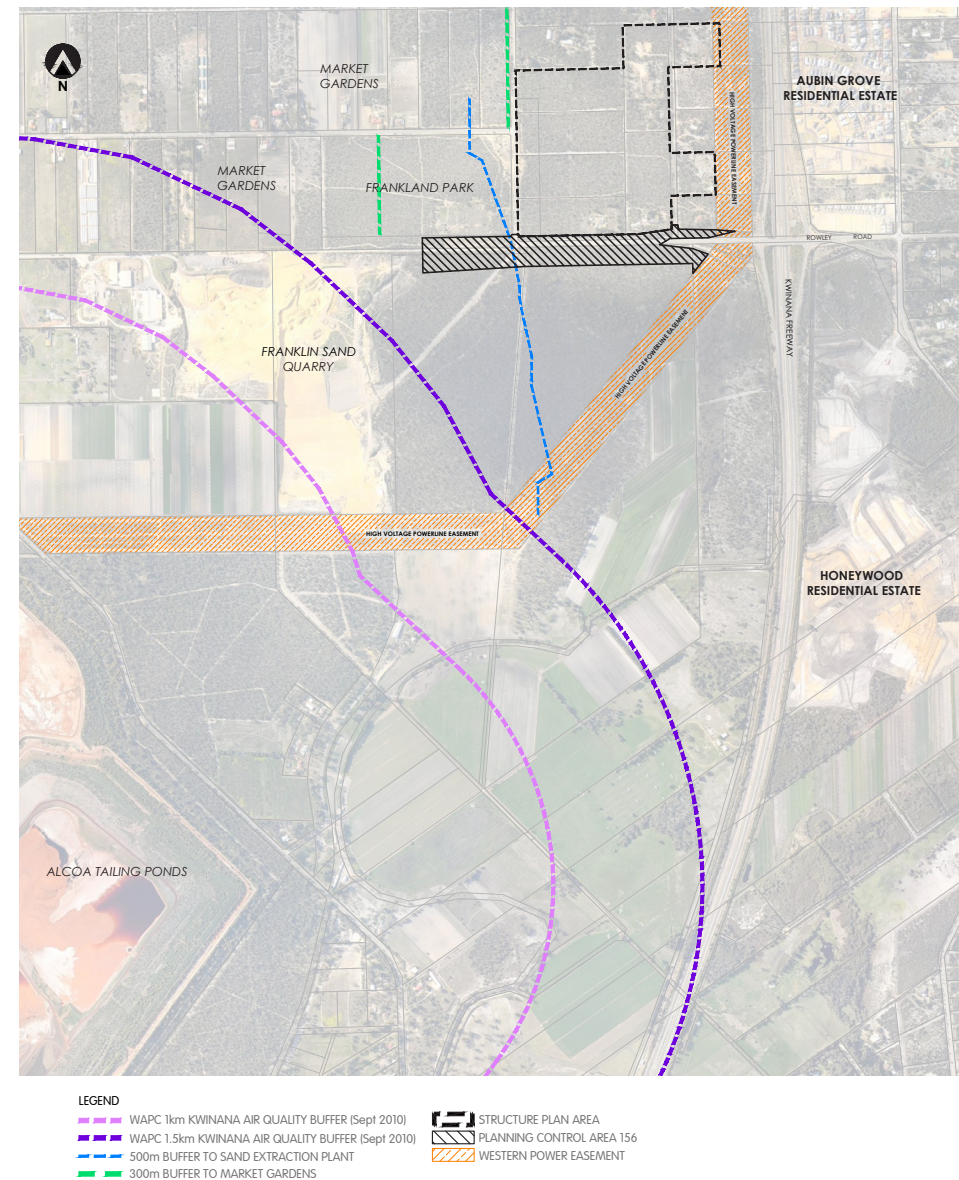 N
MARKET
GARDENS
AUBIN GROVE
RESIDENTIAL ESTATE
HIGH VOLTAGE POWERLINE EASEMENT
MARKET
GARDENS
FRANKLAND PARK
ROWLEY ROAD
KWINANA FREEWAY
HIGH VOLTAGE POWERLINE EASEMENT
FRANKLIN SAND
QUARRY
HIGH VOLTAGE POWERLINE EASEMENT
HONEYWOOD
RESIDENTIAL ESTATE
ALCOA TAILING PONDS
LEGEND
WAPC 1km KWINANA AIR QUALITY BUFFER (Sept 2010)
WAPC 1.5km KWINANA AIR QUALITY BUFFER (Sept 2010)
500m BUFFER TO SAND EXTRACTION PLANT
300m BUFFER TO MARKET GARDENS
STRUCTURE PLAN AREA
PLANNING CONTROL AREA 156
WESTERN POWER EASEMENT